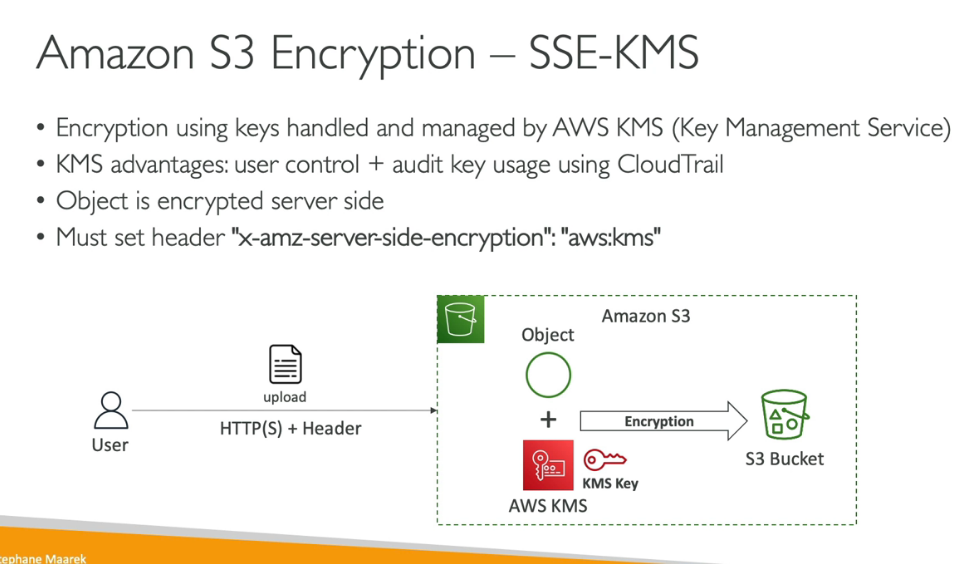 Amazon S3 Encryption – SSE-KMS
• Encryption using keys handled and managed by AWS KMS (Key Management Service)
• KMS advantages: user control + audit key usage using CloudTrail
• Object is encrypted server side
• Must set header "x-amz-server-side-encryption": "aws:kms"
Amazon S3
Object
upload
+
Encryption
User
HTTP(S) + Header
S3 Bucket
KMS Key
AWS KMS
tephane Maarek